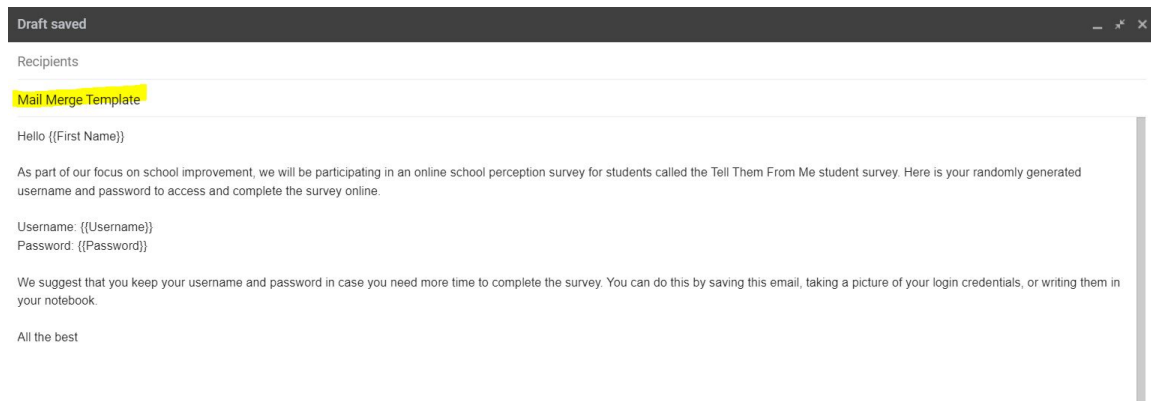 Draft saved
Recipients
Mail Merge Template
Hello {{First Name}}
As part of our focus on school improvement, we will be participating in an online school perception survey for students called the Tell Them From Me student survey. Here is your randomly generated
username and password to access and complete the survey online.
Username: {{Username}}
Password: {{Password}}
We suggest that you keep your username and password in case you need more time to complete the survey. You can do this by saving this email, taking a picture of your login credentials, or writing them in
your notebook.
All the best